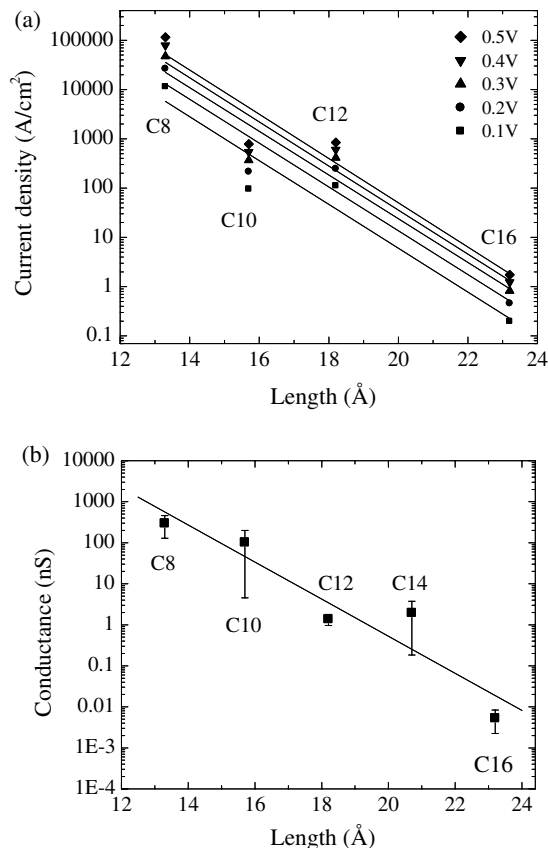 (a)
100000
10000
1000
100
10
1
0.1
Current density (A/cm²)
C8
C10
C12
C16
0.5V
0.4V
0.3V
0.2V
0.1V
12 14 16 18 20 22 24
Length (Å)
(b)
10000
1000
100
10
1
0.1
0.01
1E-3
1E-4
Conductance (nS)
C8
C10
C12
C14
C16
12 14 16 18 20 22 24
Length (Å)